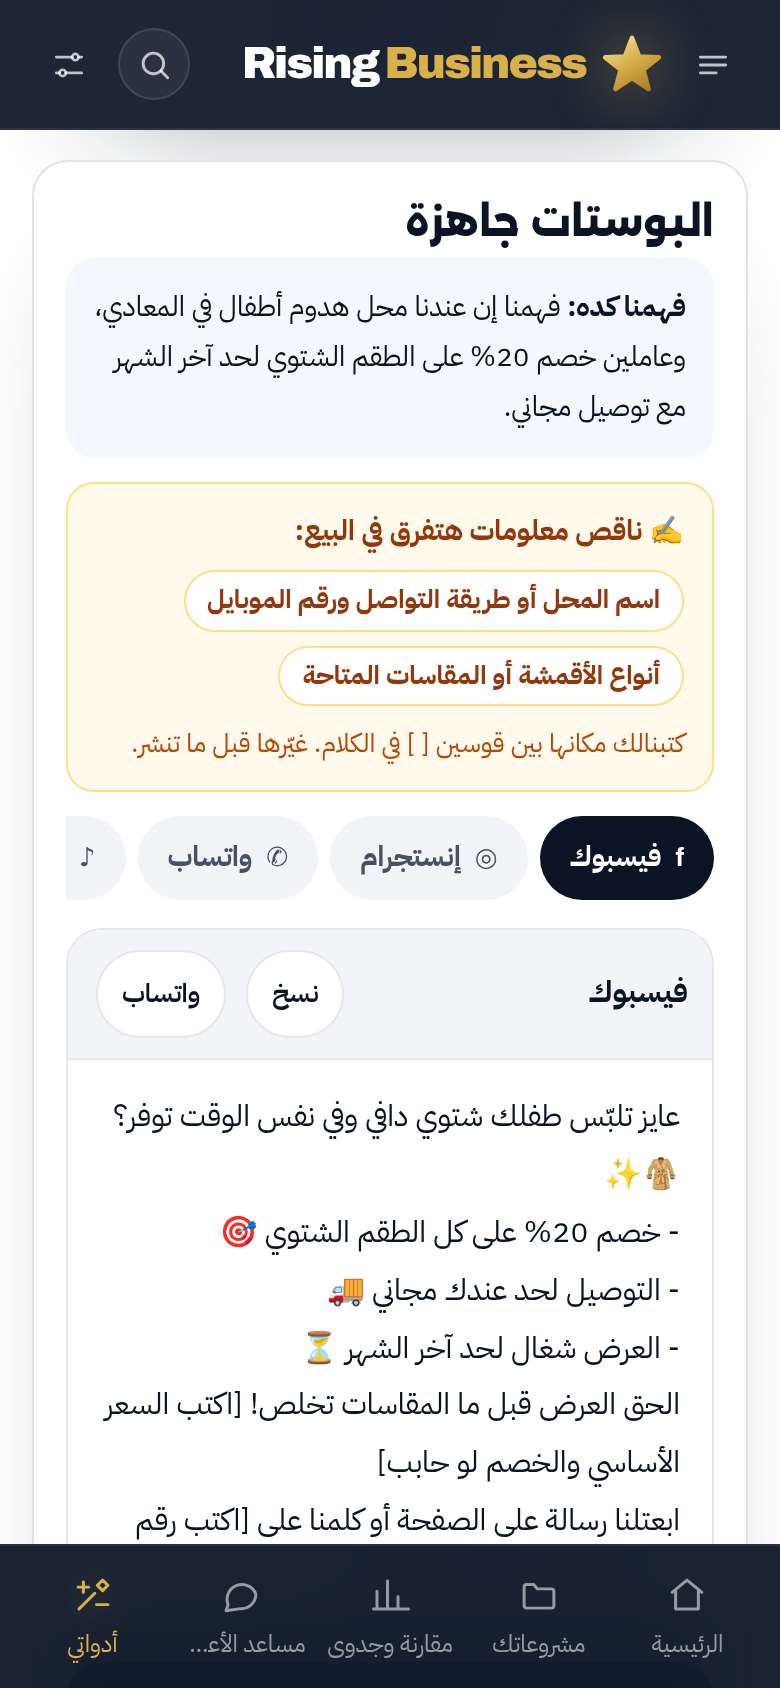 Rising Business
البوستات جاهزة
فهمنا كده: فهمنا إن عندنا محل هدوم أطفال في المعادي،
وعاملين خصم 20% على الطقم الشتوي لحد آخر الشهر
مع توصيل مجاني.
✍️ ناقص معلومات هتفرق في البيع:
اسم المحل أو طريقة التواصل ورقم الموبايل
أنواع الأقمشة أو المقاسات المتاحة
كتبنالك مكانها بين قوسين [ ] في الكلام. غيّرها قبل ما تنشر.
f فيسبوك
◎ إنستجرام
✆ واتساب
♪
فيسبوك
نسخ
واتساب
عايز تلبّس طفلك شتوي دافي وفي نفس الوقت توفر؟
🧥✨
- خصم 20% على كل الطقم الشتوي 🎯
- التوصيل لحد عندك مجاني 🚚
- العرض شغال لحد آخر الشهر ⏳
الحق العرض قبل ما المقاسات تخلص! [اكتب السعر
الأساسي والخصم لو حابب]
ابعتلنا رسالة على الصفحة أو كلمنا على [اكتب رقم
الرئيسية
مشروعاتك
مقارنة وجدوى
مساعد الأعـ...
أدواتي